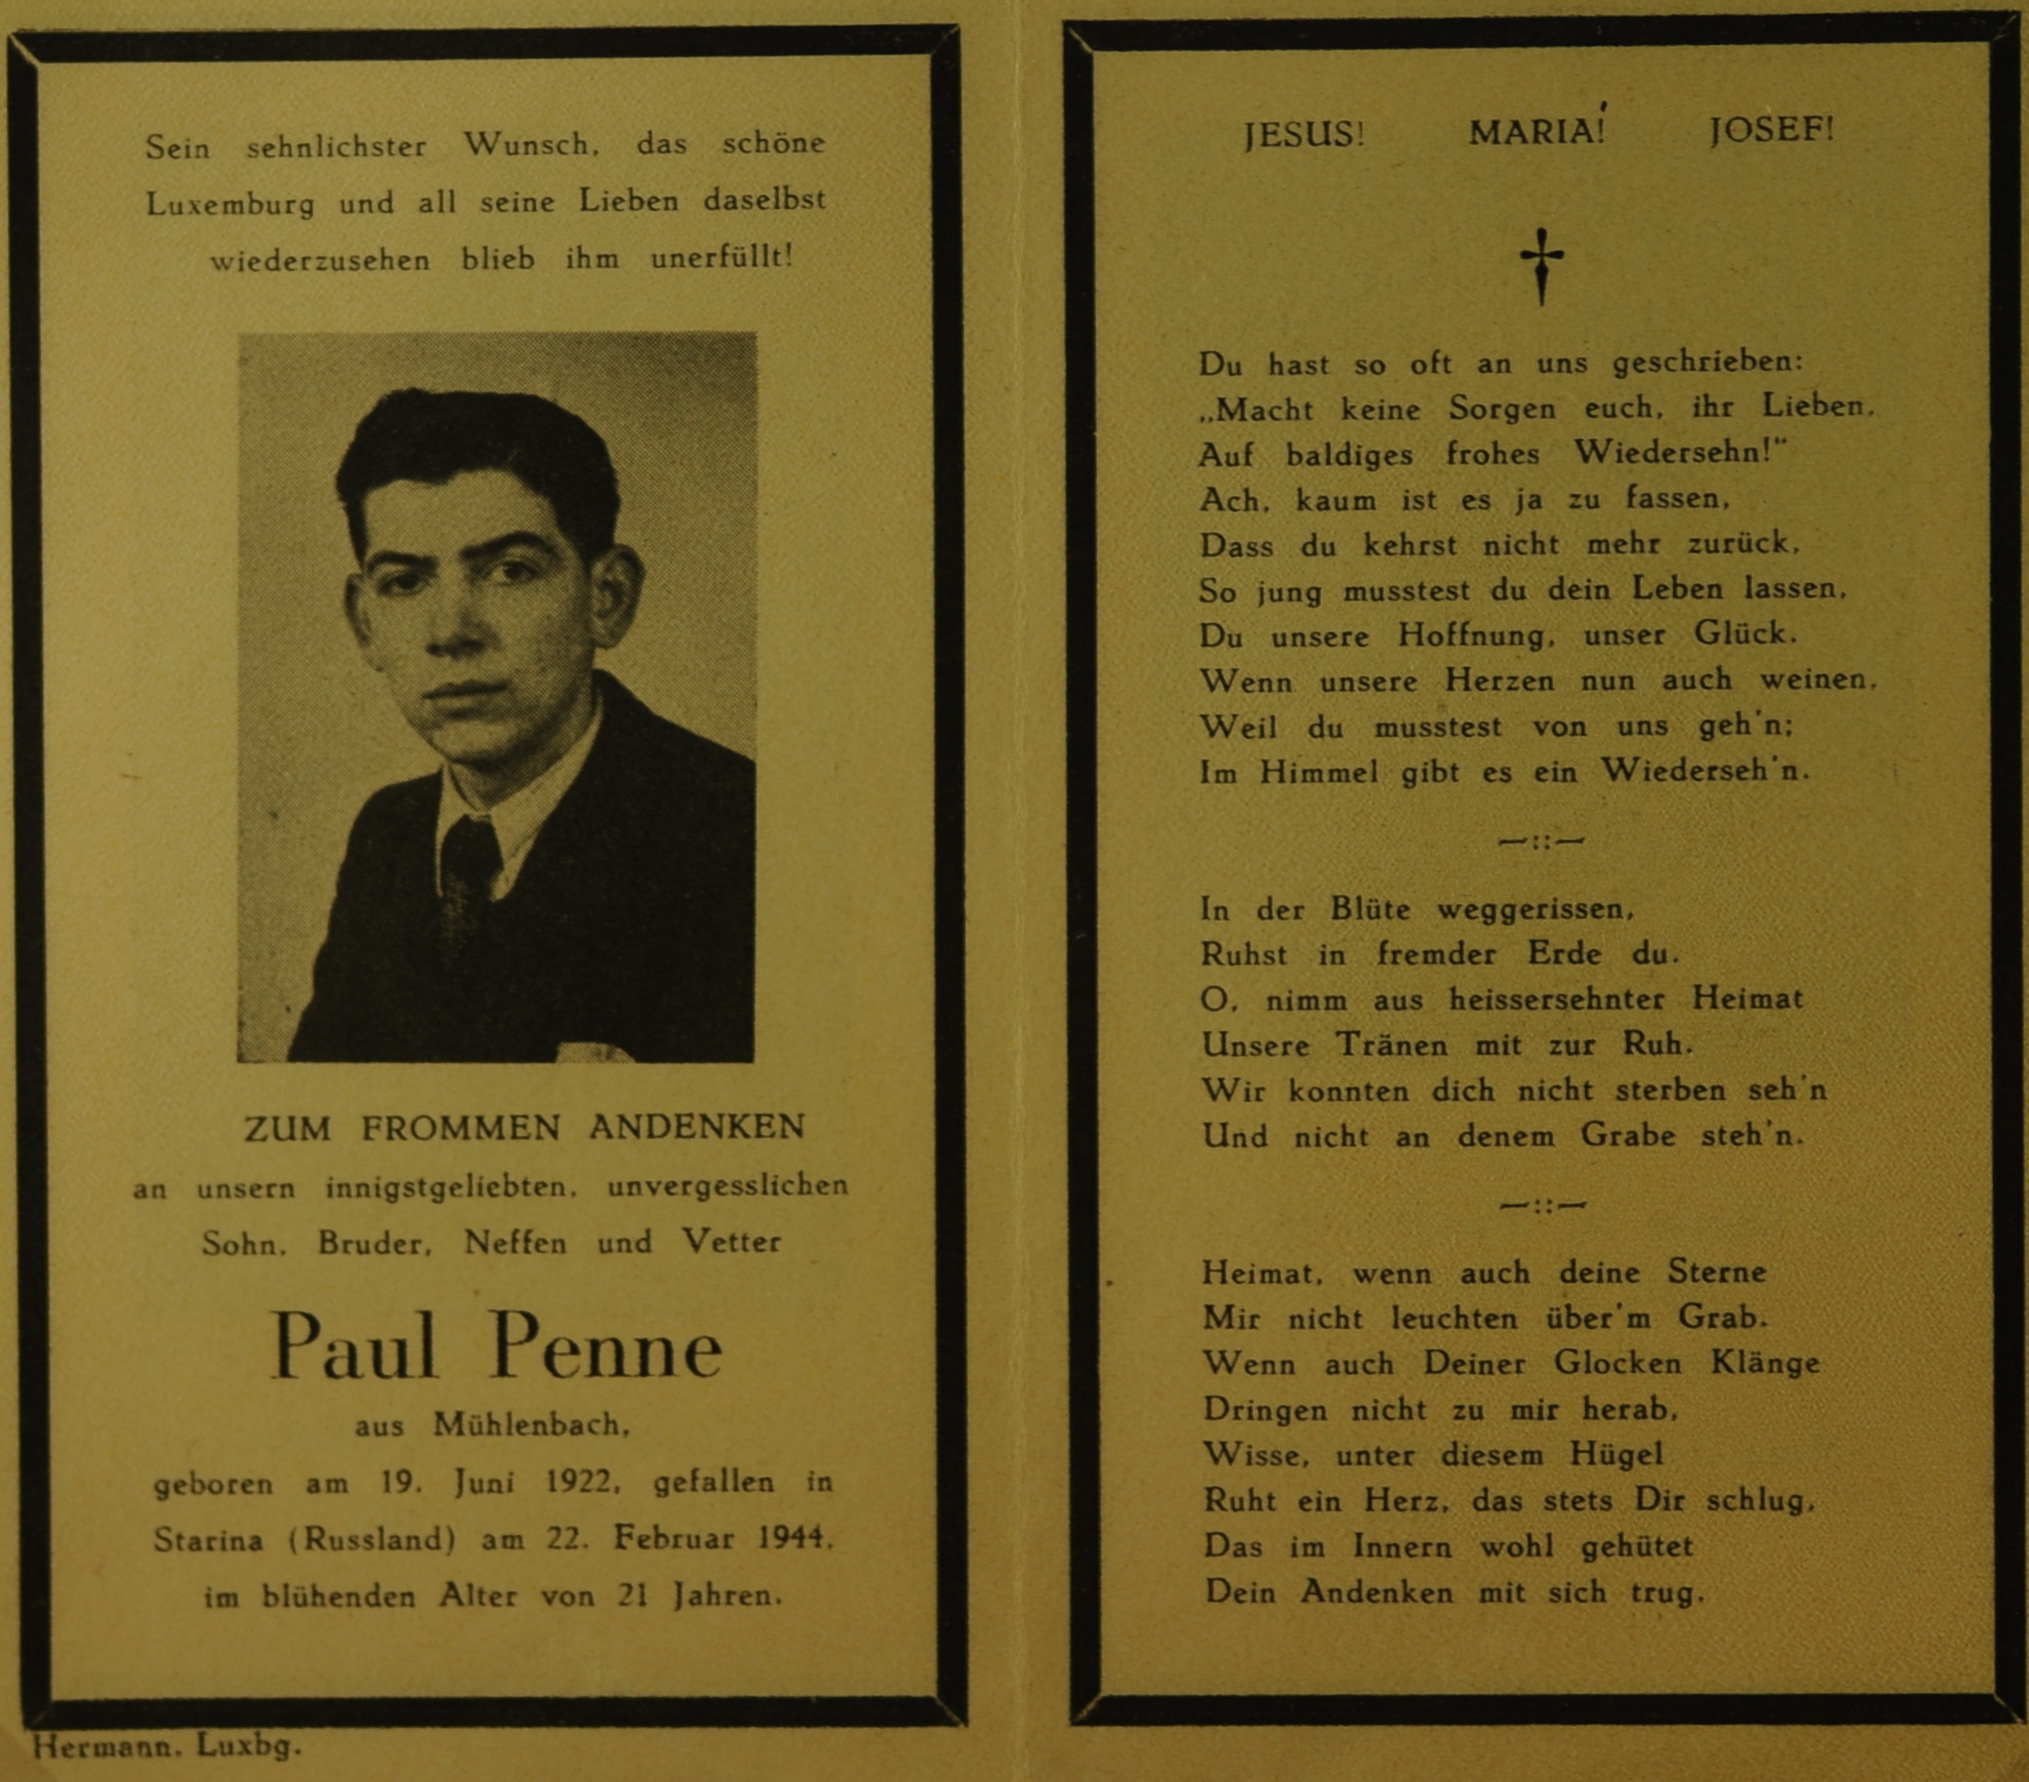 Sein sehnlichster Wunsch, das schöne
Luxemburg und all seine Lieben daselbst
wiederzusehen blieb ihm unerfüllt!
ZUM FROMMEN ANDENKEN
an unsern innigstgeliebten, unvergesslichen
Sohn, Bruder, Neffen und Vetter
Paul Penne
aus Mühlenbach,
geboren am 19. Juni 1922, gefallen in
Starina (Russland) am 22. Februar 1944,
im blühenden Alter von 21 Jahren.
Hermann, Luxbg.
JESUS! MARIA! JOSEF!
Du hast so oft an uns geschrieben:
„Macht keine Sorgen euch, ihr Lieben,
Auf baldiges frohes Wiedersehn!“
Ach, kaum ist es ja zu fassen,
Dass du kehrst nicht mehr zurück,
So jung musstest du dein Leben lassen,
Du unsere Hoffnung, unser Glück.
Wenn unsere Herzen nun auch weinen,
Weil du musstest von uns geh'n;
Im Himmel gibt es ein Wiederseh'n.
—::—
In der Blüte weggerissen,
Ruhst in fremder Erde du.
O, nimm aus heissersehnter Heimat
Unsere Tränen mit zur Ruh.
Wir konnten dich nicht sterben seh'n
Und nicht an denem Grabe steh'n.
—::—
Heimat, wenn auch deine Sterne
Mir nicht leuchten über'm Grab.
Wenn auch Deiner Glocken Klänge
Dringen nicht zu mir herab,
Wisse, unter diesem Hügel
Ruht ein Herz, das stets Dir schlug,
Das im Innern wohl gehütet
Dein Andenken mit sich trug.